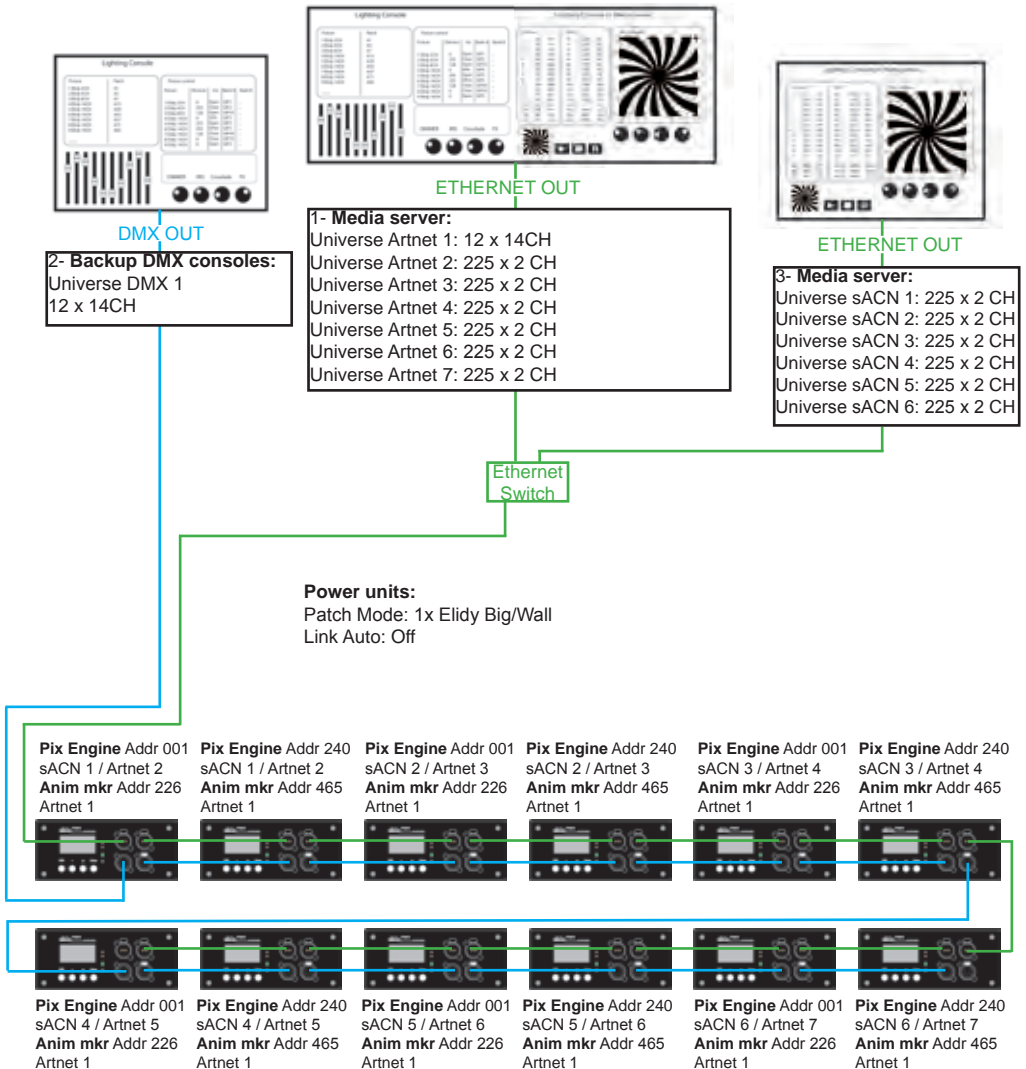 Lighting Console
Lighting Console
ETHERNET OUT
DMX OUT
ETHERNET OUT
1- Media server:
Universe Artnet 1: 12 x 14CH
Universe Artnet 2: 225 x 2 CH
Universe Artnet 3: 225 x 2 CH
Universe Artnet 4: 225 x 2 CH
Universe Artnet 5: 225 x 2 CH
Universe Artnet 6: 225 x 2 CH
Universe Artnet 7: 225 x 2 CH
2- Backup DMX consoles:
Universe DMX 1
12 x 14CH
3- Media server:
Universe sACN 1: 225 x 2 CH
Universe sACN 2: 225 x 2 CH
Universe sACN 3: 225 x 2 CH
Universe sACN 4: 225 x 2 CH
Universe sACN 5: 225 x 2 CH
Universe sACN 6: 225 x 2 CH
Ethernet
Switch
Power units:
Patch Mode: 1x Elidy Big/Wall
Link Auto: Off
Pix Engine Addr 001
sACN 1 / Artnet 2
Anim mkr Addr 226
Artnet 1
Pix Engine Addr 240
sACN 1 / Artnet 2
Anim mkr Addr 465
Artnet 1
Pix Engine Addr 001
sACN 2 / Artnet 3
Anim mkr Addr 226
Artnet 1
Pix Engine Addr 240
sACN 2 / Artnet 3
Anim mkr Addr 465
Artnet 1
Pix Engine Addr 001
sACN 3 / Artnet 4
Anim mkr Addr 226
Artnet 1
Pix Engine Addr 240
sACN 3 / Artnet 4
Anim mkr Addr 465
Artnet 1
Pix Engine Addr 001
sACN 4 / Artnet 5
Anim mkr Addr 226
Artnet 1
Pix Engine Addr 240
sACN 4 / Artnet 5
Anim mkr Addr 465
Artnet 1
Pix Engine Addr 001
sACN 5 / Artnet 6
Anim mkr Addr 226
Artnet 1
Pix Engine Addr 240
sACN 5 / Artnet 6
Anim mkr Addr 465
Artnet 1
Pix Engine Addr 001
sACN 6 / Artnet 7
Anim mkr Addr 226
Artnet 1
Pix Engine Addr 240
sACN 6 / Artnet 7
Anim mkr Addr 465
Artnet 1